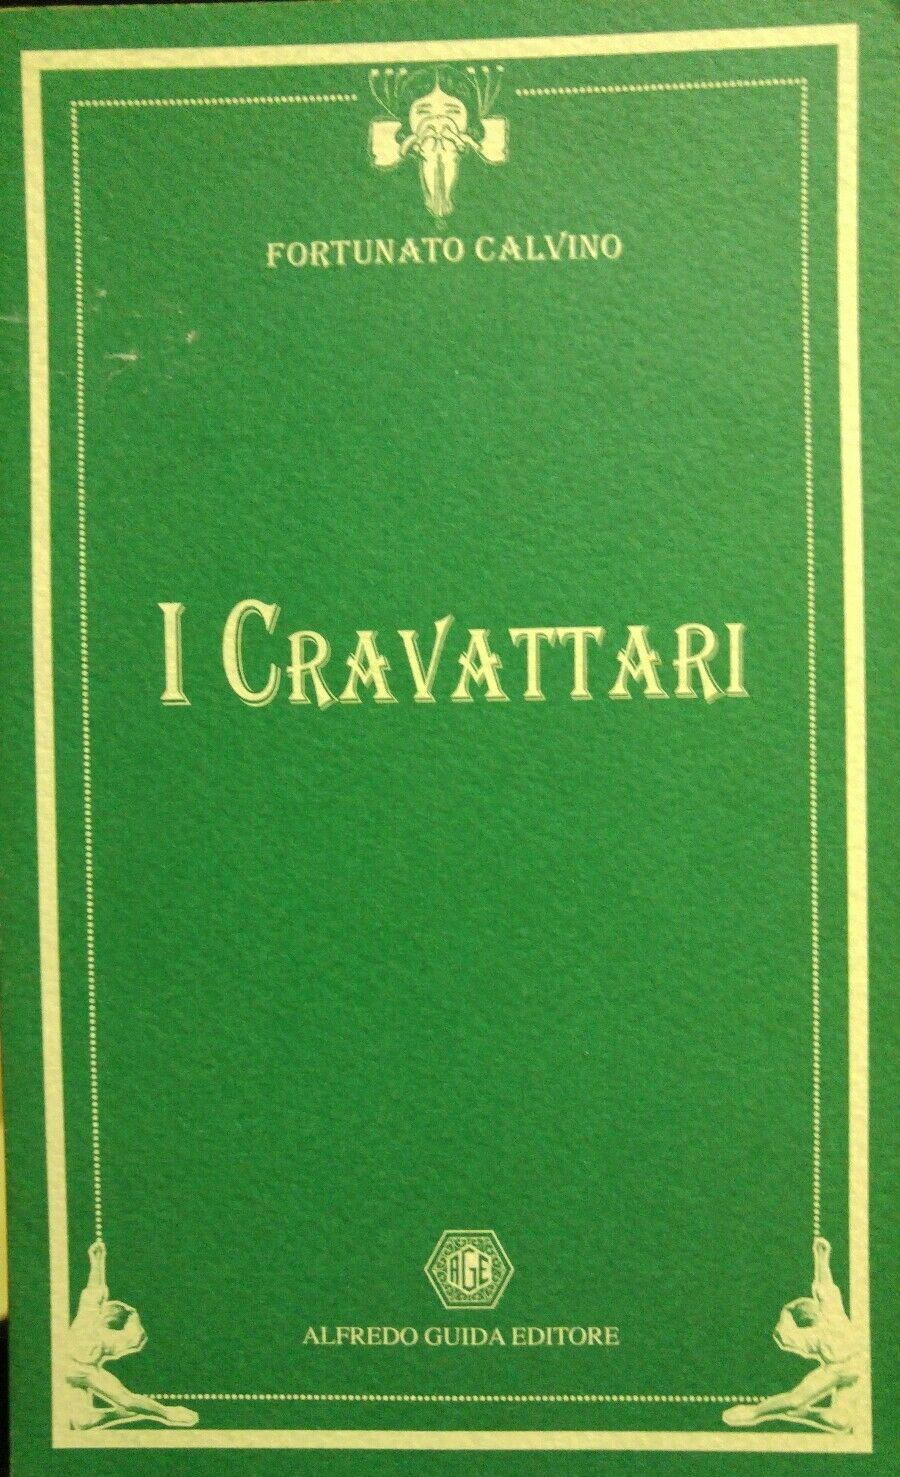 FORTUNATO CALVINO
I CRAVATTARI
AGE
ALFREDO GUIDA EDITORE